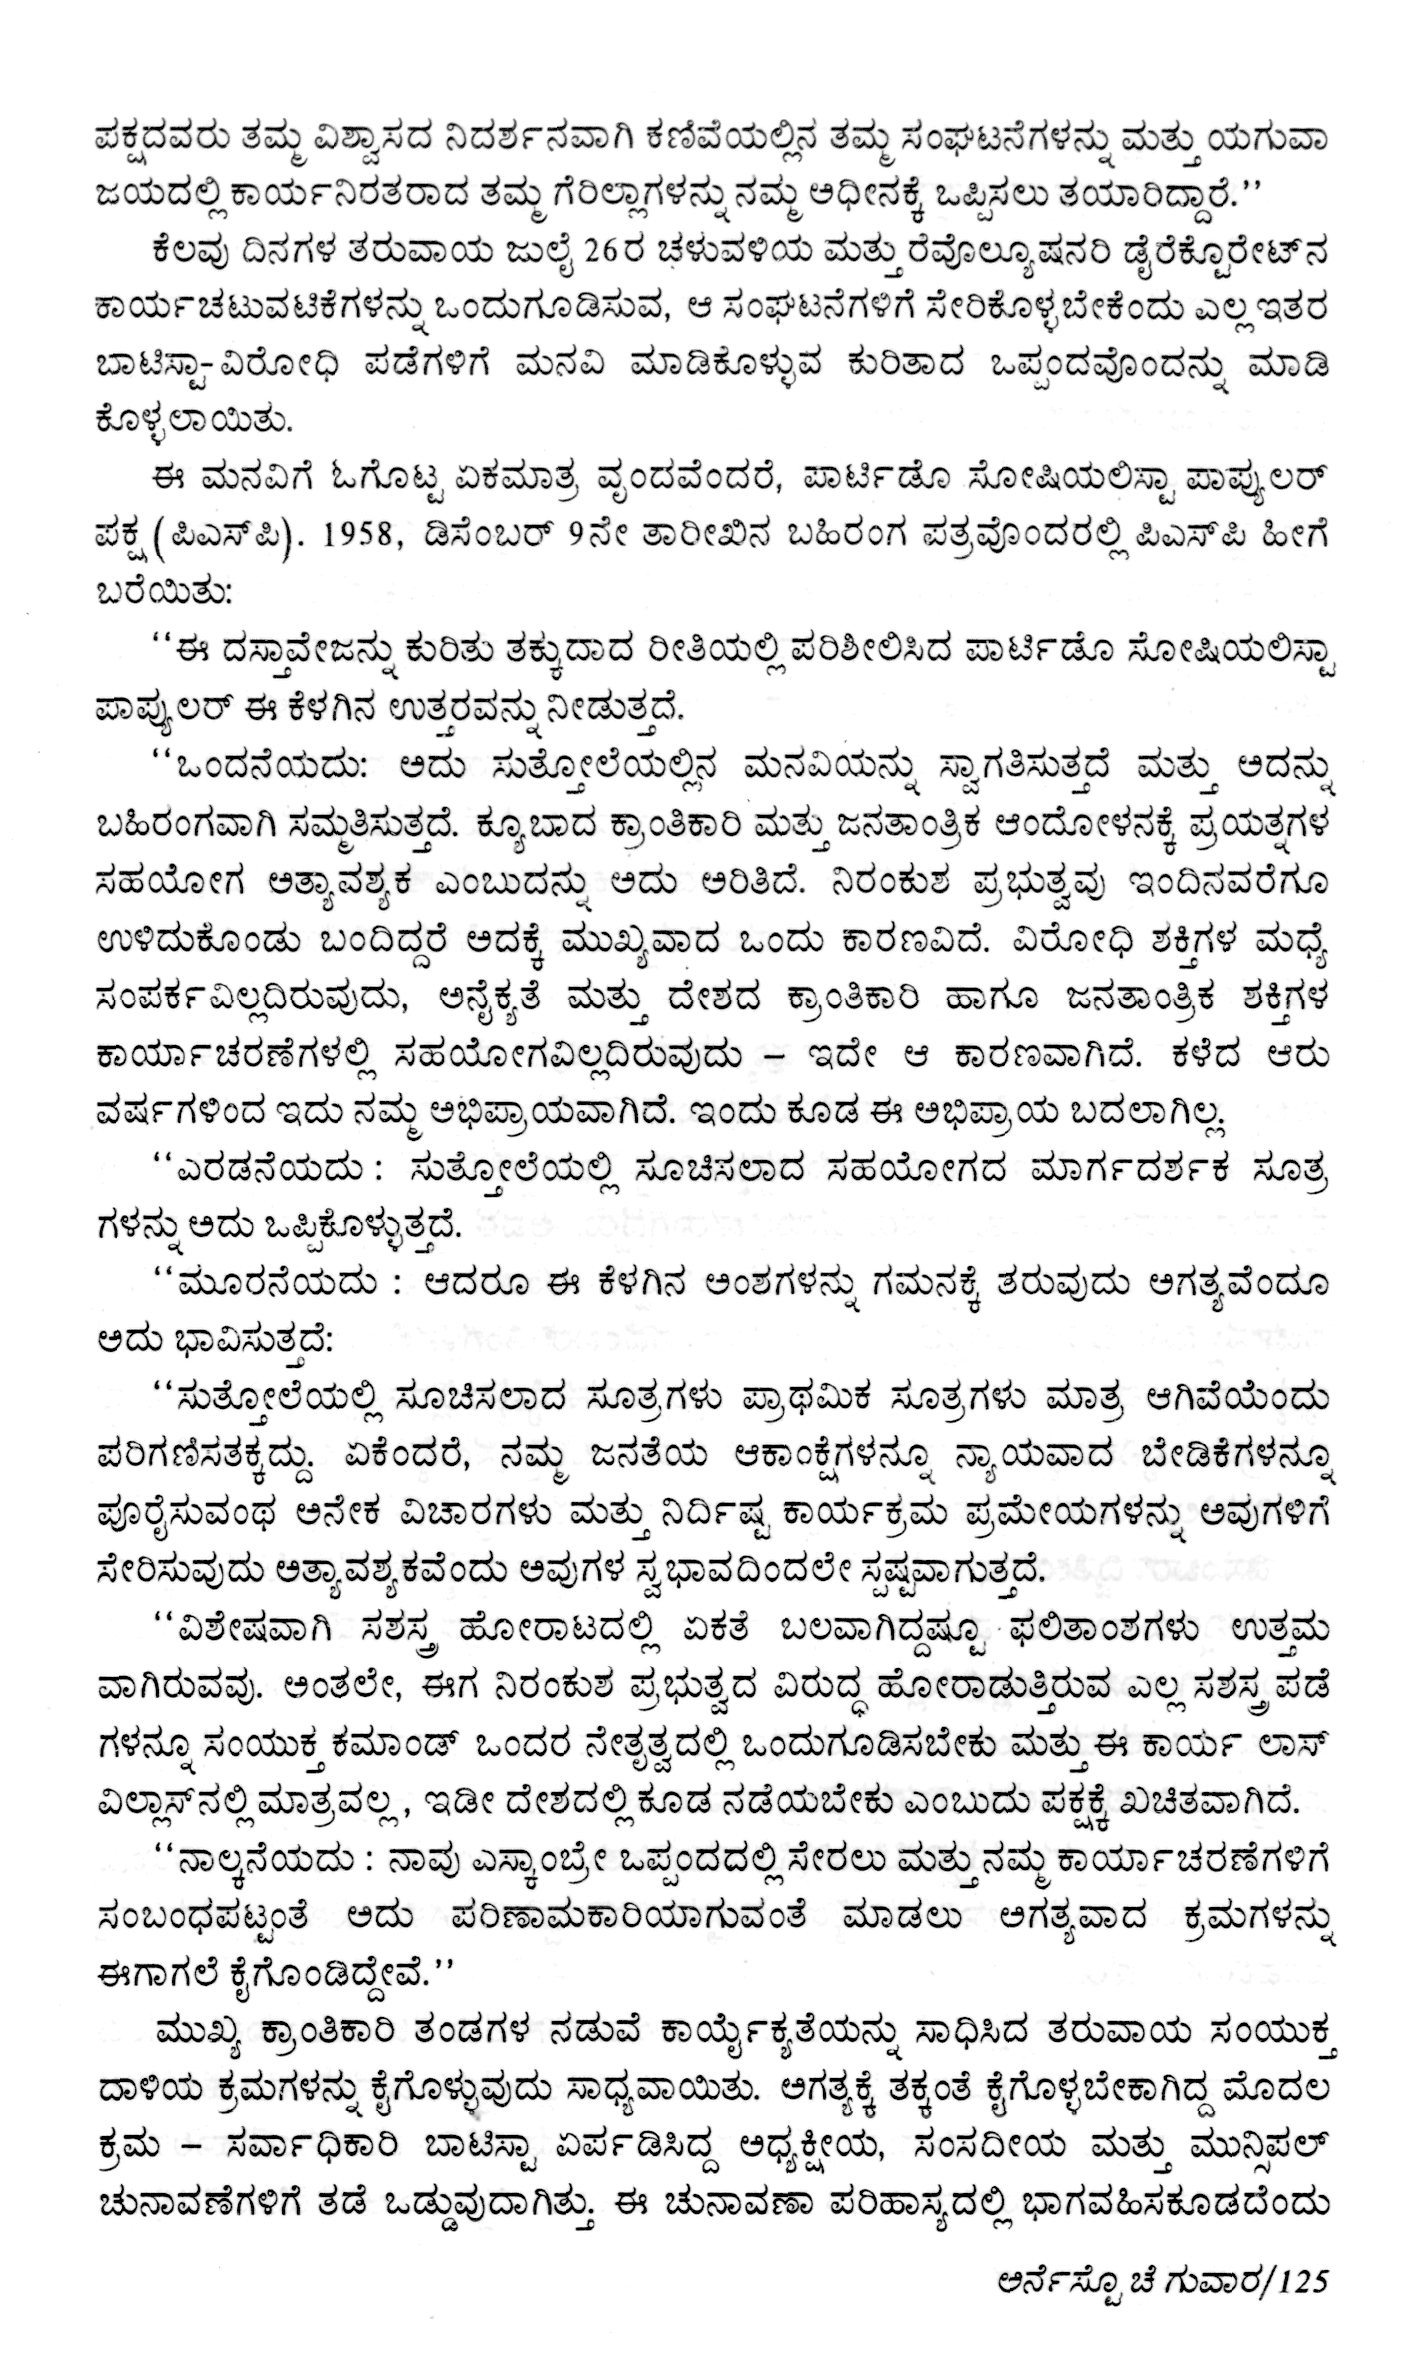 ಪಕ್ಷದವರು ತಮ್ಮ ವಿಶ್ವಾಸದ ನಿದರ್ಶನವಾಗಿ ಕಣಿವೆಯಲ್ಲಿನ ತಮ್ಮ ಸಂಘಟನೆಗಳನ್ನು ಮತ್ತು ಯಗುವಾ
ಜಯದಲ್ಲಿ ಕಾರ್ಯನಿರತರಾದ ತಮ್ಮ ಗೆರಿಲ್ಲಾಗಳನ್ನು ನಮ್ಮ ಅಧೀನಕ್ಕೆ ಒಪ್ಪಿಸಲು ತಯಾರಿದ್ದಾರೆ.’’
ಕೆಲವು ದಿನಗಳ ತರುವಾಯ ಜುಲೈ 26ರ ಚಳುವಳಿಯ ಮತ್ತು ರೆವೊಲ್ಯೂಷನರಿ ಡೈರೆಕ್ಟೊರೇಟ್‌ನ
ಕಾರ್ಯಚಟುವಟಿಕೆಗಳನ್ನು ಒಂದುಗೂಡಿಸುವ, ಆ ಸಂಘಟನೆಗಳಿಗೆ ಸೇರಿಕೊಳ್ಳಬೇಕೆಂದು ಎಲ್ಲ ಇತರ
ಬಾಟಿಸ್ಟಾ-ವಿರೋಧಿ ಪಡೆಗಳಿಗೆ ಮನವಿ ಮಾಡಿಕೊಳ್ಳುವ ಕುರಿತಾದ ಒಪ್ಪಂದವೊಂದನ್ನು ಮಾಡಿ
ಕೊಳ್ಳಲಾಯಿತು.
ಈ ಮನವಿಗೆ ಓಗೊಟ್ಟ ಏಕಮಾತ್ರ ವೃಂದವೆಂದರೆ, ಪಾರ್ಟಿಡೊ ಸೋಷಿಯಲಿಸ್ಟಾ ಪಾಪ್ಯುಲರ್
ಪಕ್ಷ (ಪಿಎಸ್‌ಪಿ). 1958, ಡಿಸೆಂಬರ್ 9ನೇ ತಾರೀಖಿನ ಬಹಿರಂಗ ಪತ್ರವೊಂದರಲ್ಲಿ ಪಿಎಸ್‌ಪಿ ಹೀಗೆ
ಬರೆಯಿತು:
‘‘ಈ ದಸ್ತಾವೇಜನ್ನು ಕುರಿತು ತಕ್ಕುದಾದ ರೀತಿಯಲ್ಲಿ ಪರಿಶೀಲಿಸಿದ ಪಾರ್ಟಿಡೊ ಸೋಷಿಯಲಿಸ್ಟಾ
ಪಾಪ್ಯುಲರ್ ಈ ಕೆಳಗಿನ ಉತ್ತರವನ್ನು ನೀಡುತ್ತದೆ.
‘‘ಒಂದನೆಯದು: ಅದು ಸುತ್ತೋಲೆಯಲ್ಲಿನ ಮನವಿಯನ್ನು ಸ್ವಾಗತಿಸುತ್ತದೆ ಮತ್ತು ಅದನ್ನು
ಬಹಿರಂಗವಾಗಿ ಸಮ್ಮತಿಸುತ್ತದೆ. ಕ್ಯೂಬಾದ ಕ್ರಾಂತಿಕಾರಿ ಮತ್ತು ಜನತಾಂತ್ರಿಕ ಆಂದೋಳನಕ್ಕೆ ಪ್ರಯತ್ನಗಳ
ಸಹಯೋಗ ಅತ್ಯಾವಶ್ಯಕ ಎಂಬುದನ್ನು ಅದು ಅರಿತಿದೆ. ನಿರಂಕುಶ ಪ್ರಭುತ್ವವು ಇಂದಿನವರೆಗೂ
ಉಳಿದುಕೊಂಡು ಬಂದಿದ್ದರೆ ಅದಕ್ಕೆ ಮುಖ್ಯವಾದ ಒಂದು ಕಾರಣವಿದೆ. ವಿರೋಧಿ ಶಕ್ತಿಗಳ ಮಧ್ಯೆ
ಸಂಪರ್ಕವಿಲ್ಲದಿರುವುದು, ಅನೈಕ್ಯತೆ ಮತ್ತು ದೇಶದ ಕ್ರಾಂತಿಕಾರಿ ಹಾಗೂ ಜನತಾಂತ್ರಿಕ ಶಕ್ತಿಗಳ
ಕಾರ್ಯಾಚರಣೆಗಳಲ್ಲಿ ಸಹಯೋಗವಿಲ್ಲದಿರುವುದು – ಇದೇ ಆ ಕಾರಣವಾಗಿದೆ. ಕಳೆದ ಆರು
ವರ್ಷಗಳಿಂದ ಇದು ನಮ್ಮ ಅಭಿಪ್ರಾಯವಾಗಿದೆ. ಇಂದು ಕೂಡ ಈ ಅಭಿಪ್ರಾಯ ಬದಲಾಗಿಲ್ಲ.
‘‘ಎರಡನೆಯದು : ಸುತ್ತೋಲೆಯಲ್ಲಿ ಸೂಚಿಸಲಾದ ಸಹಯೋಗದ ಮಾರ್ಗದರ್ಶಕ ಸೂತ್ರ
ಗಳನ್ನು ಅದು ಒಪ್ಪಿಕೊಳ್ಳುತ್ತದೆ.
‘‘ಮೂರನೆಯದು : ಆದರೂ ಈ ಕೆಳಗಿನ ಅಂಶಗಳನ್ನು ಗಮನಕ್ಕೆ ತರುವುದು ಅಗತ್ಯವೆಂದೂ
ಅದು ಭಾವಿಸುತ್ತದೆ:
‘‘ಸುತ್ತೋಲೆಯಲ್ಲಿ ಸೂಚಿಸಲಾದ ಸೂತ್ರಗಳು ಪ್ರಾಥಮಿಕ ಸೂತ್ರಗಳು ಮಾತ್ರ ಆಗಿವೆಯೆಂದು
ಪರಿಗಣಿಸತಕ್ಕದ್ದು. ಏಕೆಂದರೆ, ನಮ್ಮ ಜನತೆಯ ಆಕಾಂಕ್ಷೆಗಳನ್ನೂ ನ್ಯಾಯವಾದ ಬೇಡಿಕೆಗಳನ್ನೂ
ಪೂರೈಸುವಂಥ ಅನೇಕ ವಿಚಾರಗಳು ಮತ್ತು ನಿರ್ದಿಷ್ಟ ಕಾರ್ಯಕ್ರಮ ಪ್ರಮೇಯಗಳನ್ನು ಅವುಗಳಿಗೆ
ಸೇರಿಸುವುದು ಅತ್ಯಾವಶ್ಯಕವೆಂದು ಅವುಗಳ ಸ್ವಭಾವದಿಂದಲೇ ಸ್ಪಷ್ಟವಾಗುತ್ತದೆ.
‘‘ವಿಶೇಷವಾಗಿ ಸಶಸ್ತ್ರ ಹೋರಾಟದಲ್ಲಿ ಏಕತೆ ಬಲವಾಗಿದ್ದಷ್ಟೂ ಫಲಿತಾಂಶಗಳು ಉತ್ತಮ
ವಾಗಿರುವವು. ಅಂತಲೇ, ಈಗ ನಿರಂಕುಶ ಪ್ರಭುತ್ವದ ವಿರುದ್ಧ ಹೋರಾಡುತ್ತಿರುವ ಎಲ್ಲ ಸಶಸ್ತ್ರ ಪಡೆ
ಗಳನ್ನೂ ಸಂಯುಕ್ತ ಕಮಾಂಡ್ ಒಂದರ ನೇತೃತ್ವದಲ್ಲಿ ಒಂದುಗೂಡಿಸಬೇಕು ಮತ್ತು ಈ ಕಾರ್ಯ ಲಾಸ್
ವಿಲ್ಲಾಸ್‌ನಲ್ಲಿ ಮಾತ್ರವಲ್ಲ, ಇಡೀ ದೇಶದಲ್ಲಿ ಕೂಡ ನಡೆಯಬೇಕು ಎಂಬುದು ಪಕ್ಷಕ್ಕೆ ಖಚಿತವಾಗಿದೆ.
‘‘ನಾಲ್ಕನೆಯದು : ನಾವು ಎಸ್ಕಾಂಬ್ರೇ ಒಪ್ಪಂದದಲ್ಲಿ ಸೇರಲು ಮತ್ತು ನಮ್ಮ ಕಾರ್ಯಾಚರಣೆಗಳಿಗೆ
ಸಂಬಂಧಪಟ್ಟಂತೆ ಅದು ಪರಿಣಾಮಕಾರಿಯಾಗುವಂತೆ ಮಾಡಲು ಅಗತ್ಯವಾದ ಕ್ರಮಗಳನ್ನು
ಈಗಾಗಲೆ ಕೈಗೊಂಡಿದ್ದೇವೆ.’’
ಮುಖ್ಯ ಕ್ರಾಂತಿಕಾರಿ ತಂಡಗಳ ನಡುವೆ ಕಾರ್ಯೈಕ್ಯತೆಯನ್ನು ಸಾಧಿಸಿದ ತರುವಾಯ ಸಂಯುಕ್ತ
ದಾಳಿಯ ಕ್ರಮಗಳನ್ನು ಕೈಗೊಳ್ಳುವುದು ಸಾಧ್ಯವಾಯಿತು. ಅಗತ್ಯಕ್ಕೆ ತಕ್ಕಂತೆ ಕೈಗೊಳ್ಳಬೇಕಾಗಿದ್ದ ಮೊದಲ
ಕ್ರಮ – ಸರ್ವಾಧಿಕಾರಿ ಬಾಟಿಸ್ಟಾ ಏರ್ಪಡಿಸಿದ್ದ ಅಧ್ಯಕ್ಷೀಯ, ಸಂಸದೀಯ ಮತ್ತು ಮುನ್ಸಿಪಲ್
ಚುನಾವಣೆಗಳಿಗೆ ತಡೆ ಒಡ್ಡುವುದಾಗಿತ್ತು. ಈ ಚುನಾವಣಾ ಪರಿಹಾಸ್ಯದಲ್ಲಿ ಭಾಗವಹಿಸಕೂಡದೆಂದು
ಅರ್ನೆಸ್ಟೊ ಚೆ ಗುವಾರ/125